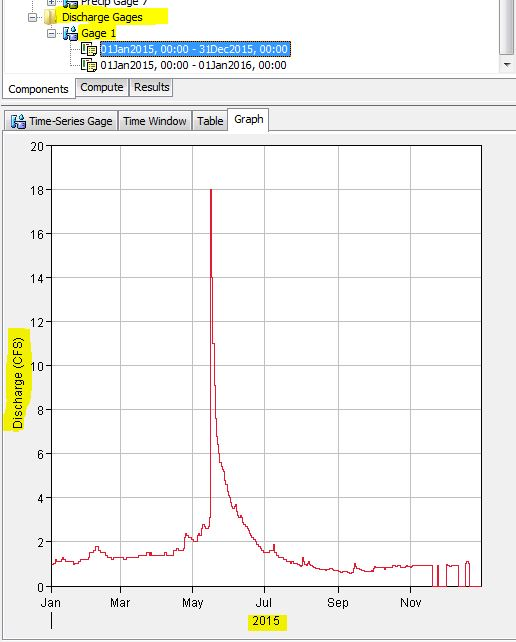 Precip Gage 7
Discharge Gages
Gage 1
01Jan2015, 00:00 - 31Dec2015, 00:00
01Jan2015, 00:00 - 01Jan2016, 00:00
Components Compute Results
Time-Series Gage Time Window Table Graph
20
18
16
14
12
10
8
6
4
2
0
Discharge (CFS)
Jan Mar May Jul Sep Nov
2015